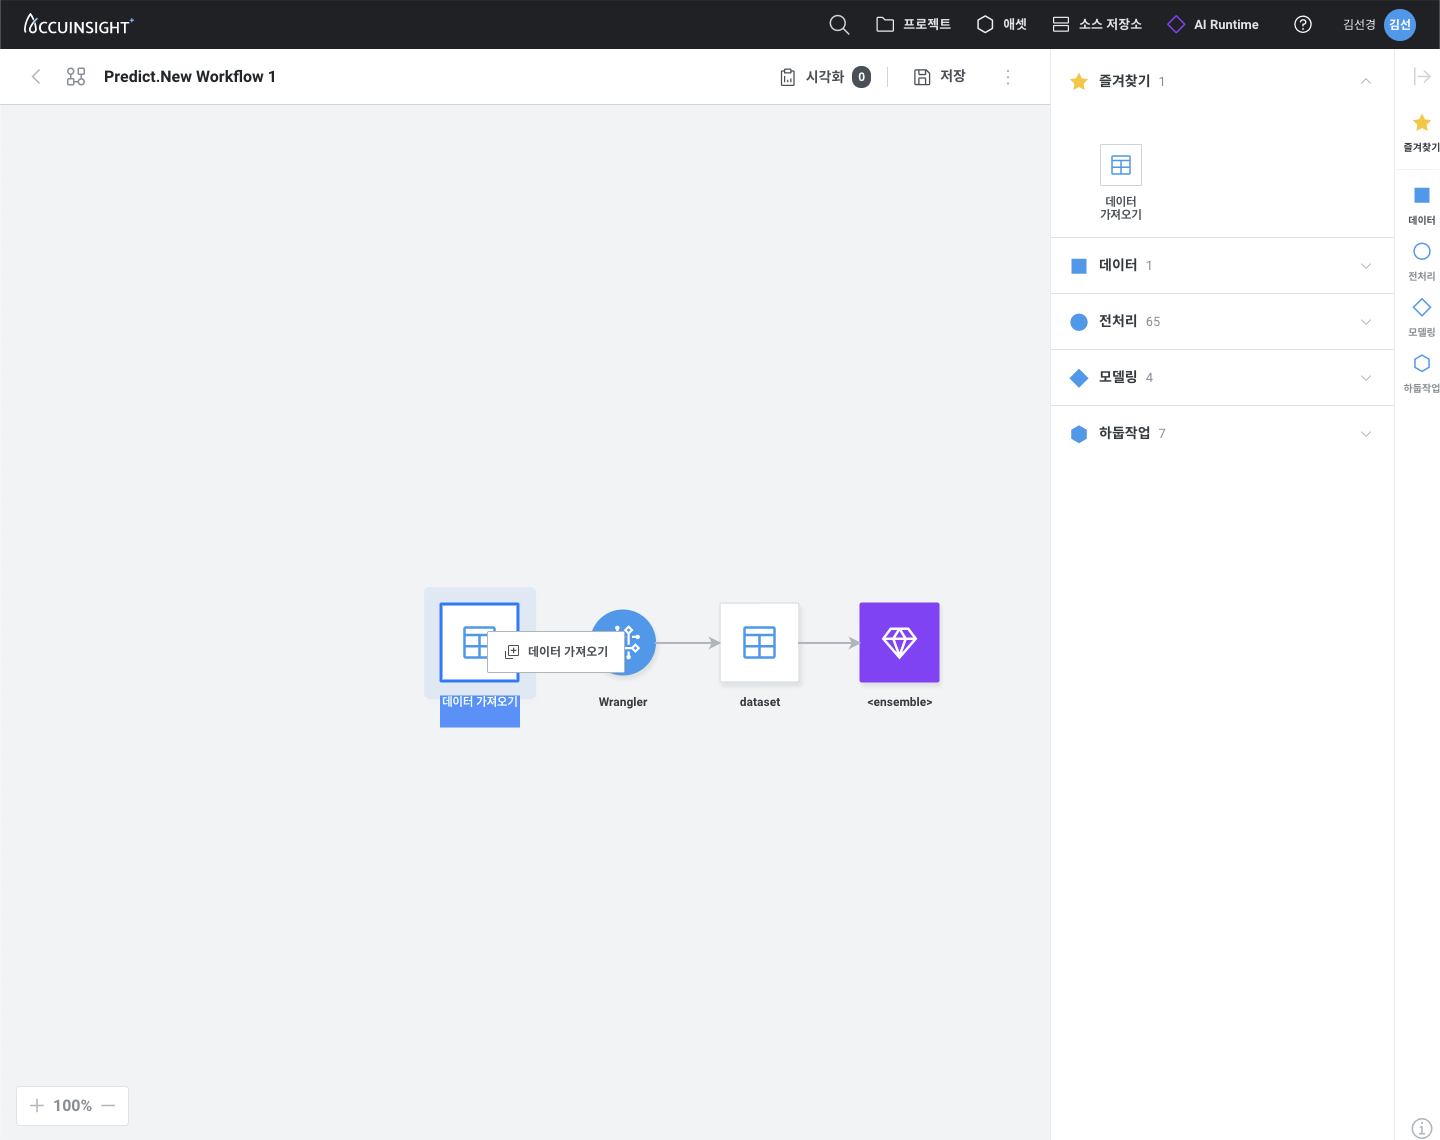 ACCUINSIGHT+
프로젝트
애셋
소스 저장소
AI Runtime
김선경
김선
Predict.New Workflow 1
시각화 0
저장
즐겨찾기 1
데이터
가져오기
데이터 1
전처리 65
모델링 4
하둡작업 7
즐겨찾기
데이터
전처리
모델링
하둡작업
데이터 가져오기
데이터 가져오기
Wrangler
dataset
<ensemble>
100%